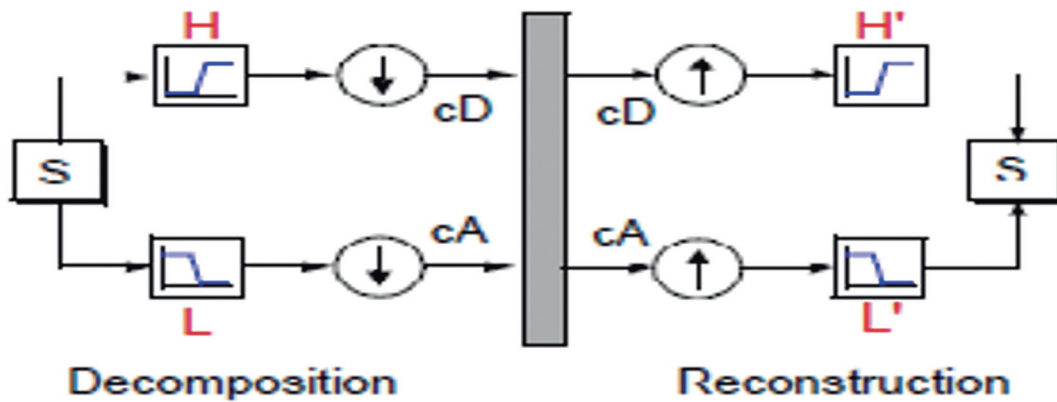 H H'
cD cD
S S
cA cA
L L'
Decomposition Reconstruction